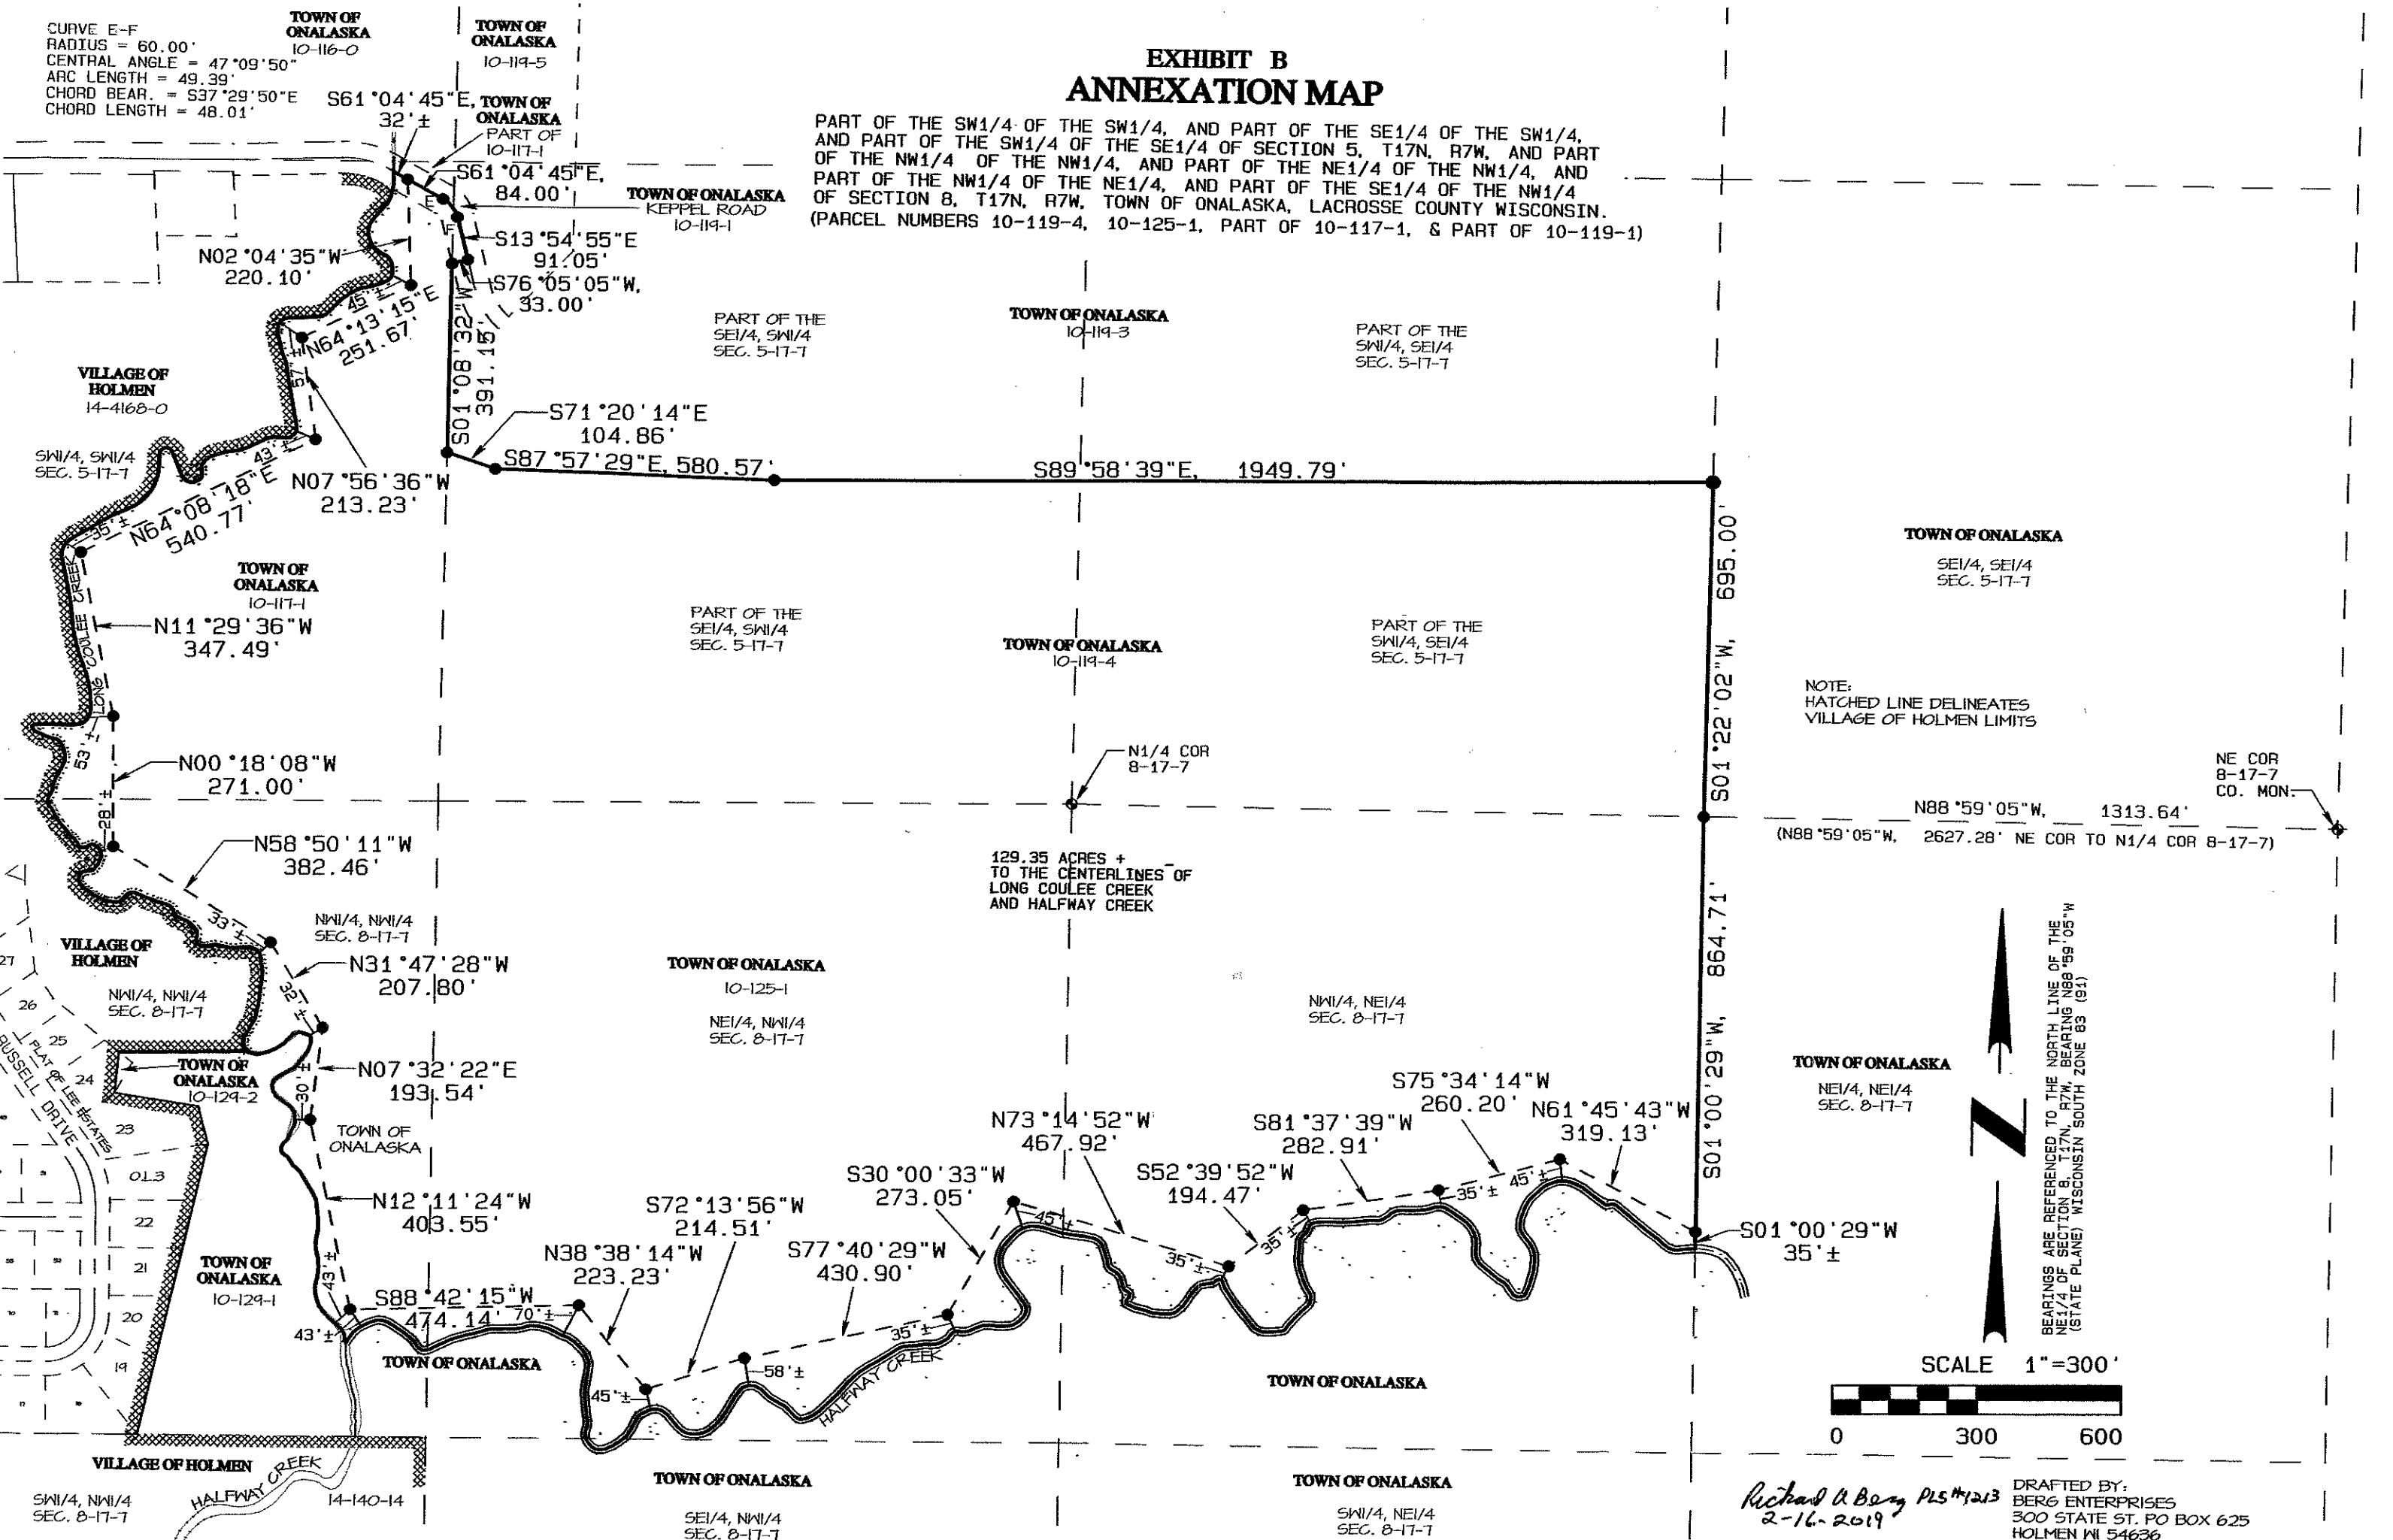 EXHIBIT B
ANNEXATION MAP
PART OF THE SW1/4 OF THE SW1/4, AND PART OF THE SE1/4 OF THE SW1/4,
AND PART OF THE SW1/4 OF THE SE1/4 OF SECTION 5, T17N, R7W, AND PART
OF THE NW1/4 OF THE NW1/4, AND PART OF THE NE1/4 OF THE NW1/4, AND
PART OF THE NW1/4 OF THE NE1/4, AND PART OF THE SE1/4 OF THE NW1/4
OF SECTION 8, T17N, R7W, TOWN OF ONALASKA, LACROSSE COUNTY WISCONSIN.
(PARCEL NUMBERS 10-119-4, 10-125-1, PART OF 10-117-1, & PART OF 10-119-1)
CURVE E-F
RADIUS = 60.00'
CENTRAL ANGLE = 47°09'50"
ARC LENGTH = 49.39'
CHORD BEAR. = S37°29'50"E
CHORD LENGTH = 48.01'
TOWN OF
ONALASKA
10-116-0
TOWN OF
ONALASKA
10-119-5
S61°04'45"E,
32'±
TOWN OF
ONALASKA
PART OF
10-117-1
S61°04'45"E,
84.00'
E
F
TOWN OF ONALASKA
KEPPEL ROAD
10-119-1
N02°04'35"W
220.10'
S13°54'55"E
91.05'
S76°05'05"W,
33.00'
45'±
N64°13'15"E
251.67'
57'±
S01°08'32"W
391.15'
VILLAGE OF
HOLMEN
14-4168-0
SW1/4, SW1/4
SEC. 5-17-7
43'±
N07°56'36"W
213.23'
35'±
N64°08'18"E
540.77'
S71°20'14"E
104.86'
S87°57'29"E, 580.57'
S89°58'39"E, 1949.79'
PART OF THE
SE1/4, SW1/4
SEC. 5-17-7
TOWN OF ONALASKA
10-119-3
PART OF THE
SW1/4, SE1/4
SEC. 5-17-7
TOWN OF
ONALASKA
10-117-1
LONG COULEE CREEK
N11°29'36"W
347.49'
PART OF THE
SE1/4, SW1/4
SEC. 5-17-7
TOWN OF ONALASKA
10-119-4
PART OF THE
SW1/4, SE1/4
SEC. 5-17-7
S01°22'02"W, 695.00'
TOWN OF ONALASKA
SE1/4, SE1/4
SEC. 5-17-7
NOTE:
HATCHED LINE DELINEATES
VILLAGE OF HOLMEN LIMITS
53'±
N00°18'08"W
271.00'
28'±
N1/4 COR
8-17-7
NE COR
8-17-7
CO. MON.
N88°59'05"W, 1313.64'
(N88°59'05"W, 2627.28' NE COR TO N1/4 COR 8-17-7)
N58°50'11"W
382.46'
33'±
129.35 ACRES +
-
TO THE CENTERLINES OF
LONG COULEE CREEK
AND HALFWAY CREEK
NW1/4, NW1/4
SEC. 8-17-7
VILLAGE OF
HOLMEN
NW1/4, NW1/4
SEC. 8-17-7
N31°47'28"W
207.80'
32'±
TOWN OF ONALASKA
10-125-1
NE1/4, NW1/4
SEC. 8-17-7
NW1/4, NE1/4
SEC. 8-17-7
S01°00'29"W, 864.71'
27
26
25
24
23
OL3
22
21
20
19
RUSSELL DRIVE
PLAT OF LEE ESTATES
TOWN OF
ONALASKA
10-129-2
N07°32'22"E
193.54'
30'±
TOWN OF
ONALASKA
TOWN OF ONALASKA
NE1/4, NE1/4
SEC. 8-17-7
N12°11'24"W
403.55'
43'±
43'±
TOWN OF
ONALASKA
10-129-1
S88°42'15"W
474.14'
70'±
N38°38'14"W
223.23'
45'±
S72°13'56"W
214.51'
58'±
S77°40'29"W
430.90'
35'±
S30°00'33"W
273.05'
45'±
N73°14'52"W
467.92'
35'±
S52°39'52"W
194.47'
35'±
S81°37'39"W
282.91'
35'±
S75°34'14"W
260.20'
45'±
N61°45'43"W
319.13'
S01°00'29"W
35'±
HALFWAY CREEK
TOWN OF ONALASKA
TOWN OF ONALASKA
VILLAGE OF HOLMEN
SW1/4, NW1/4
SEC. 8-17-7
HALFWAY CREEK
14-140-14
TOWN OF ONALASKA
SE1/4, NW1/4
SEC. 8-17-7
TOWN OF ONALASKA
SW1/4, NE1/4
SEC. 8-17-7
N
BEARINGS ARE REFERENCED TO THE NORTH LINE OF THE
NE1/4 OF SECTION 8, T17N, R7W, BEARING N88°59'05"W
(STATE PLANE) WISCONSIN SOUTH ZONE 83 (91)
SCALE 1"=300'
0 300 600
Richard A Berg PLS #1213
2-16-2019
DRAFTED BY:
BERG ENTERPRISES
300 STATE ST. PO BOX 625
HOLMEN WI 54636